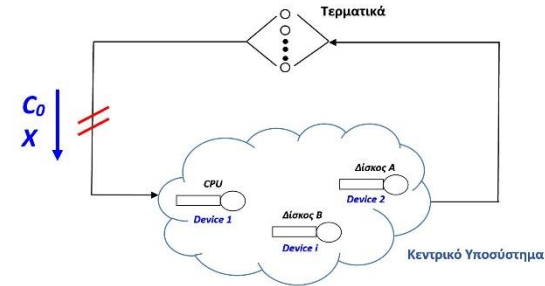 Τερματικά
C0
X
CPU
Device 1
Δίσκος Α
Device 2
Δίσκος Β
Device i
Κεντρικό Υποσύστημα